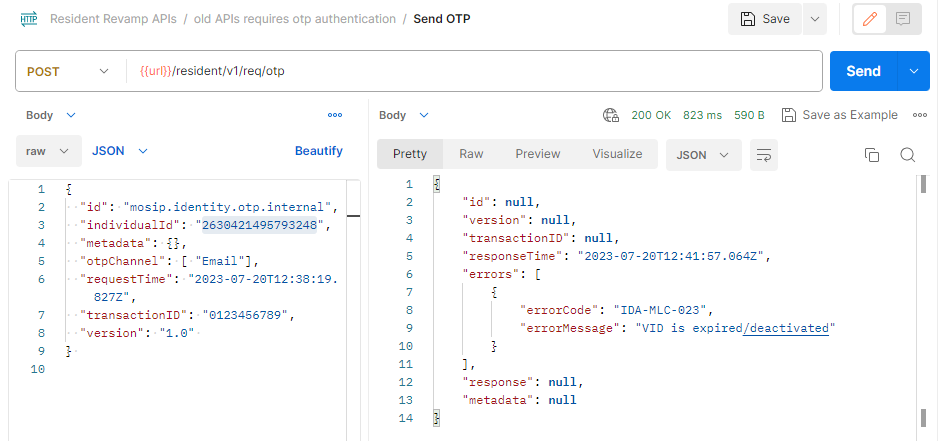 HTTP Resident Revamp APIs / old APIs requires otp authentication / Send OTP
Save
POST {{url}}/resident/v1/req/otp
Send
Body
raw JSON Beautify
1 {
2 "id": "mosip.identity.otp.internal",
3 "individualId": "2630421495793248",
4 "metadata": {},
5 "otpChannel": [ "Email"],
6 "requestTime": "2023-07-20T12:38:19.
827Z",
7 "transactionID": "0123456789",
8 "version": "1.0"
9 }
10
Body 200 OK 823 ms 590 B Save as Example
Pretty Raw Preview Visualize JSON
1 {
2 "id": null,
3 "version": null,
4 "transactionID": null,
5 "responseTime": "2023-07-20T12:41:57.064Z",
6 "errors": [
7 {
8 "errorCode": "IDA-MLC-023",
9 "errorMessage": "VID is expired/deactivated"
10 }
11 ],
12 "response": null,
13 "metadata": null
14 }